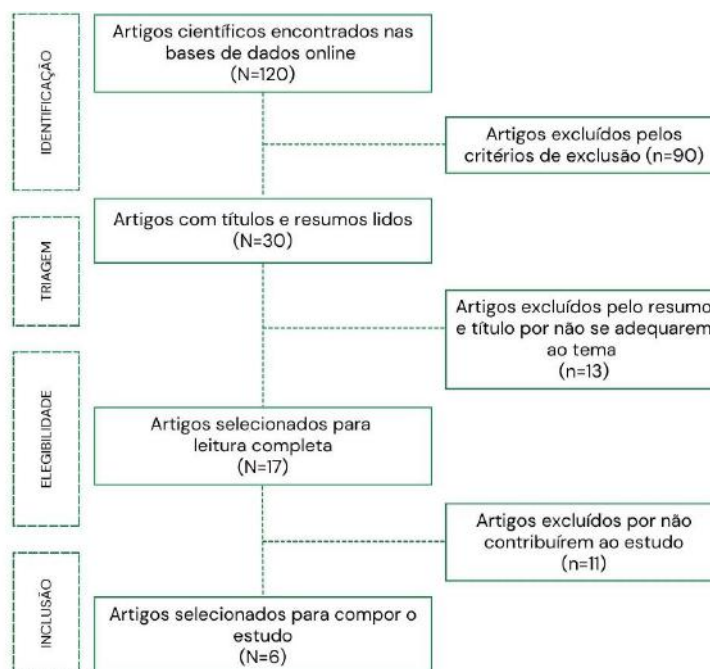 IDENTIFICAÇÃO
Artigos científicos encontrados nas
bases de dados online
(N=120)
Artigos excluídos pelos
critérios de exclusão (n=90)
TRIAGEM
Artigos com títulos e resumos lidos
(N=30)
Artigos excluídos pelo resumo
e título por não se adequarem
ao tema
(n=13)
ELEGIBILIDADE
Artigos selecionados para
leitura completa
(N=17)
Artigos excluídos por não
contribuírem ao estudo
(n=11)
INCLUSÃO
Artigos selecionados para compor o
estudo
(N=6)